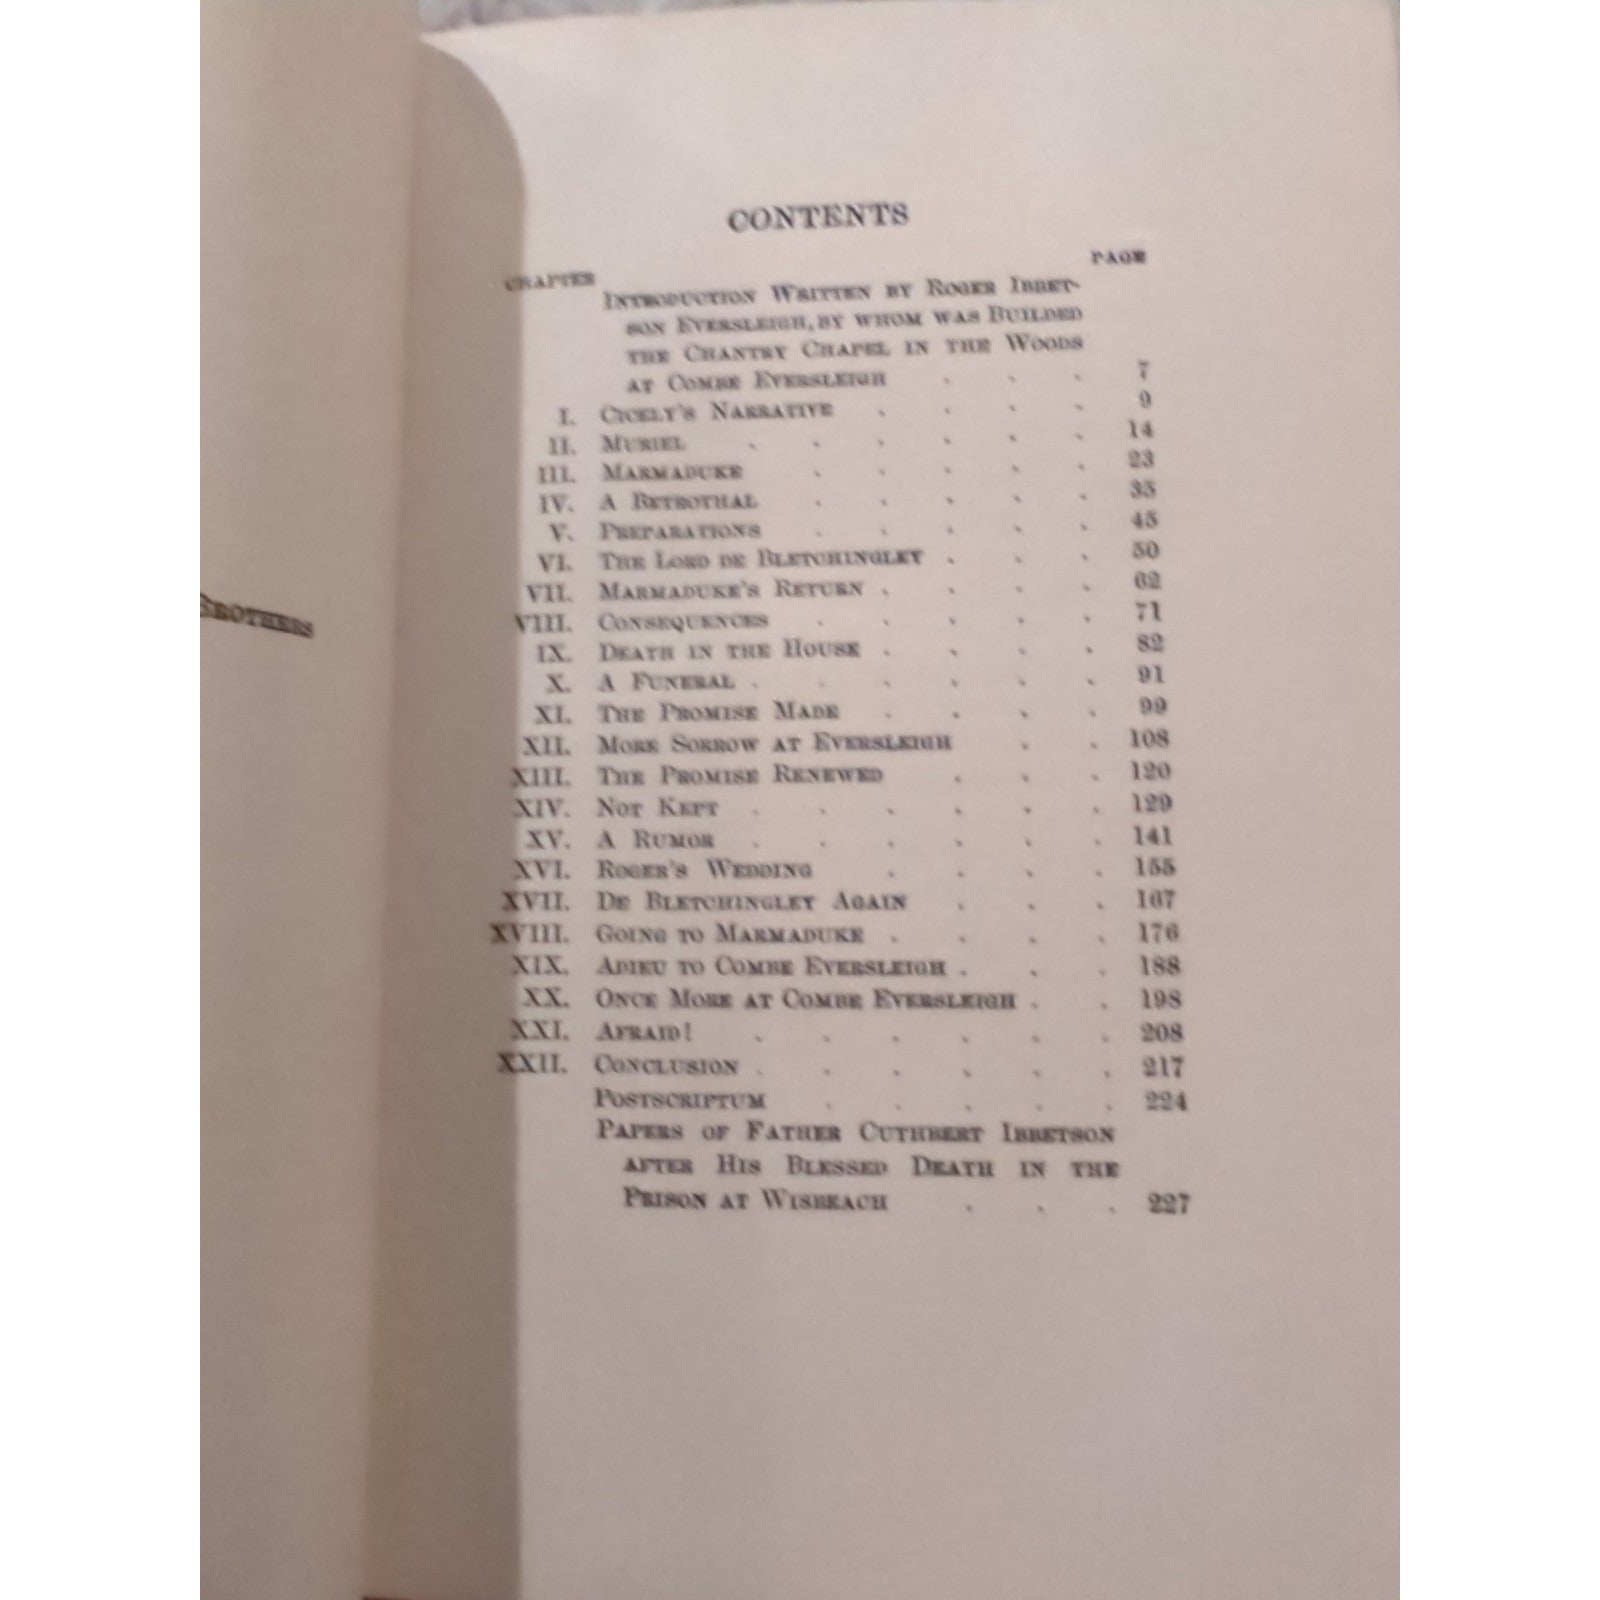 BROTHERS
CONTENTS
CHAPTER PAGE
INTRODUCTION WRITTEN BY ROGER IBBET-
SON EVERSLEIGH, BY WHOM WAS BUILDED
THE CHANTRY CHAPEL IN THE WOODS
AT COMBE EVERSLEIGH . . . 7
I. CICELY'S NARRATIVE . . . . 9
II. MURIEL . . . . . . 14
III. MARMADUKE . . . . . 23
IV. A BETROTHAL . . . . . 35
V. PREPARATIONS . . . . . 45
VI. THE LORD DE BLETCHINGLEY . . . 50
VII. MARMADUKE'S RETURN . . . . 62
VIII. CONSEQUENCES . . . . . 71
IX. DEATH IN THE HOUSE . . . . 82
X. A FUNERAL . . . . . . 91
XI. THE PROMISE MADE . . . . 99
XII. MORE SORROW AT EVERSLEIGH . . 108
XIII. THE PROMISE RENEWED . . . 120
XIV. NOT KEPT . . . . . . 129
XV. A RUMOR . . . . . . 141
XVI. ROGER'S WEDDING . . . . 155
XVII. DE BLETCHINGLEY AGAIN . . . 167
XVIII. GOING TO MARMADUKE . . . . 176
XIX. ADIEU TO COMBE EVERSLEIGH . . . 188
XX. ONCE MORE AT COMBE EVERSLEIGH . . 198
XXI. AFRAID! . . . . . . 208
XXII. CONCLUSION . . . . . . 217
POSTSCRIPTUM . . . . . 224
PAPERS OF FATHER CUTHBERT IBBETSON
AFTER HIS BLESSED DEATH IN THE
PRISON AT WISBEACH . . . 227